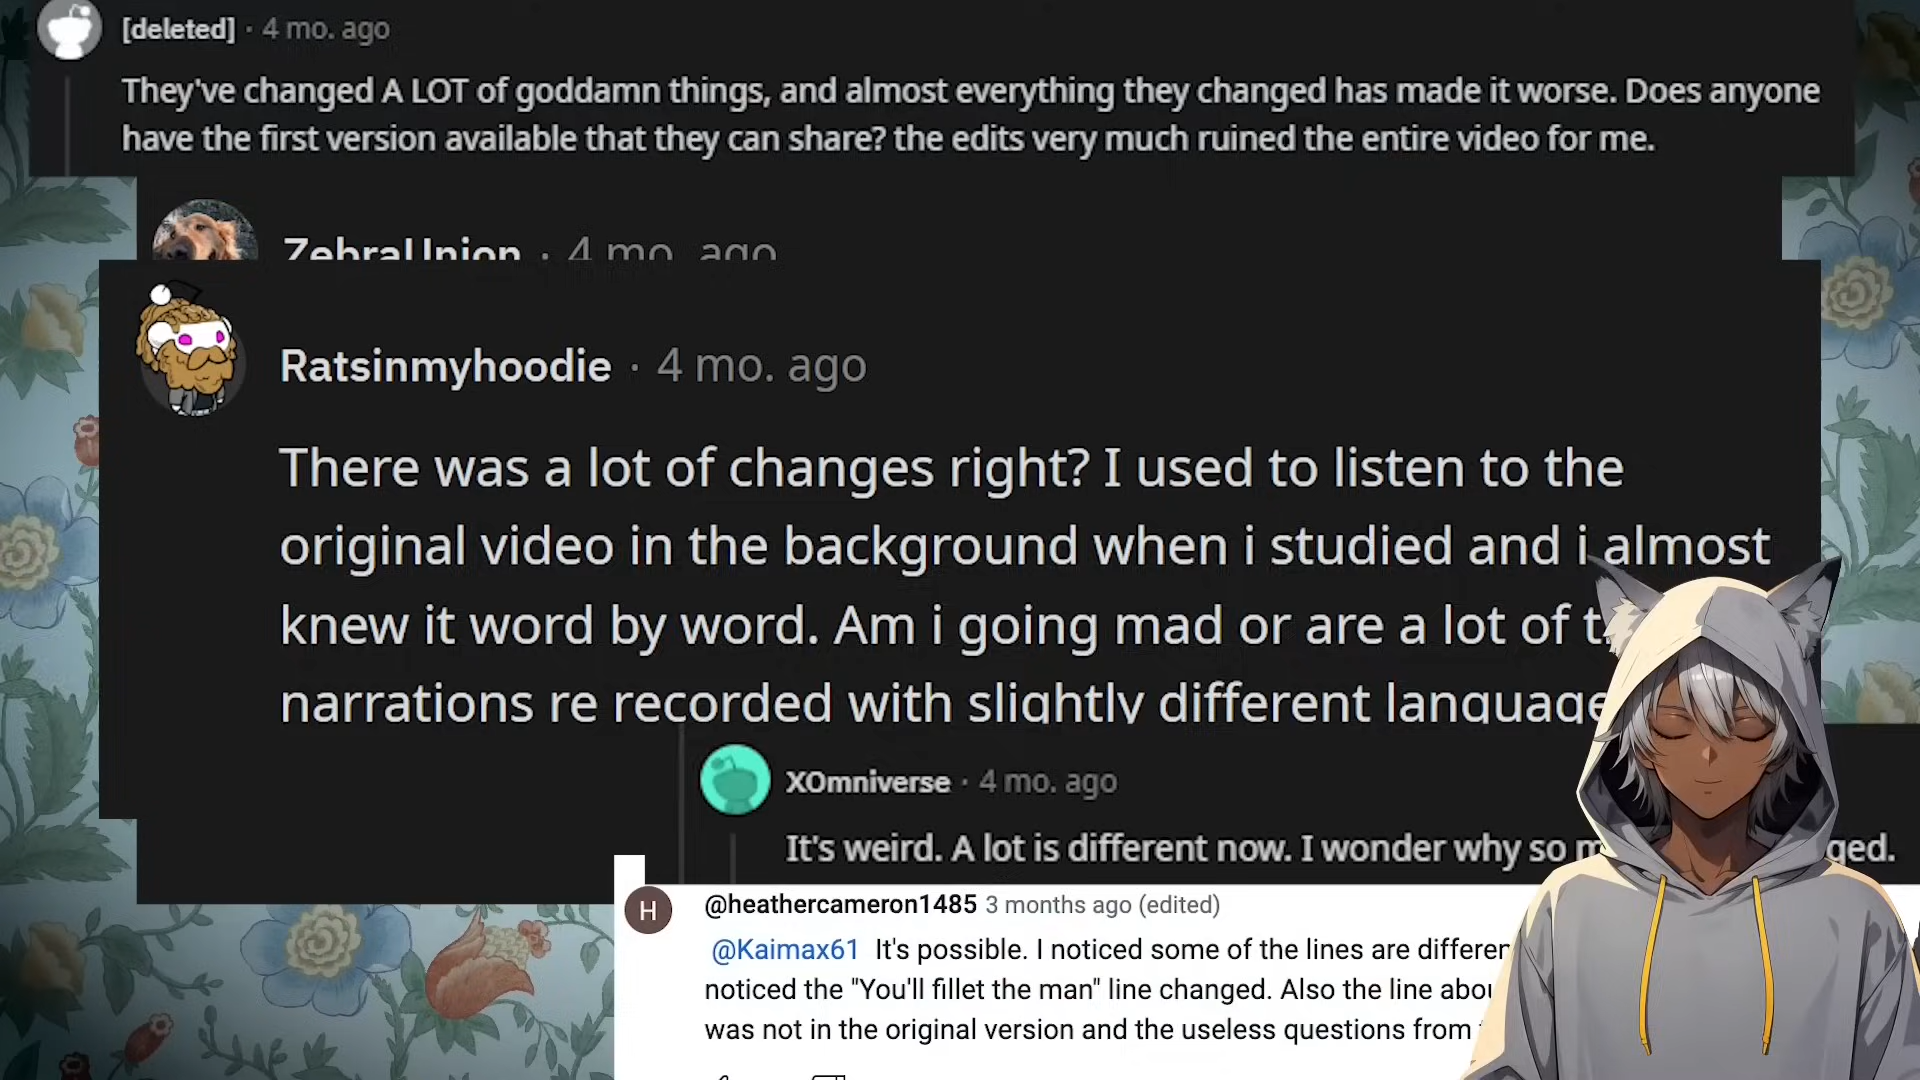 [deleted] · 4 mo. ago
They've changed A LOT of goddamn things, and almost everything they changed has made it worse. Does anyone
have the first version available that they can share? the edits very much ruined the entire video for me.
ZebraUnion · 4 mo. ago
Ratsinmyhoodie · 4 mo. ago
There was a lot of changes right? I used to listen to the
original video in the background when i studied and i almost
knew it word by word. Am i going mad or are a lot of
narrations re recorded with slightly different language
XOmniverse · 4 mo. ago
It's weird. A lot is different now. I wonder why so
H
@heathercameron1485 3 months ago (edited)
@Kaimax61 It's possible. I noticed some of the lines are
noticed the "You'll fillet the man" line changed. Also the line
was not in the original version and the useless questions from